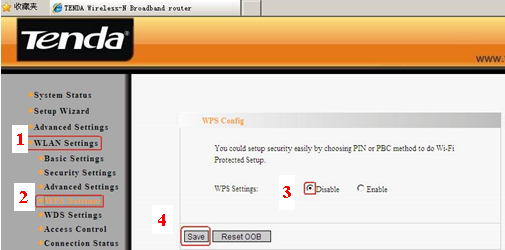 收藏夹 TENDA Wireless-N Broadband router
Tenda
www.
System Status
Setup Wizard
Advanced Settings
1 WLAN Settings
Basic Settings
Security Settings
Advanced Settings
2 WPS Settings
WDS Settings
Access Control
Connection Status
WPS Config
You could setup security easily by choosing PIN or PBC method to do Wi-Fi
Protected Setup.
WPS Settings: 3 Disable Enable
4
Save Reset OOB